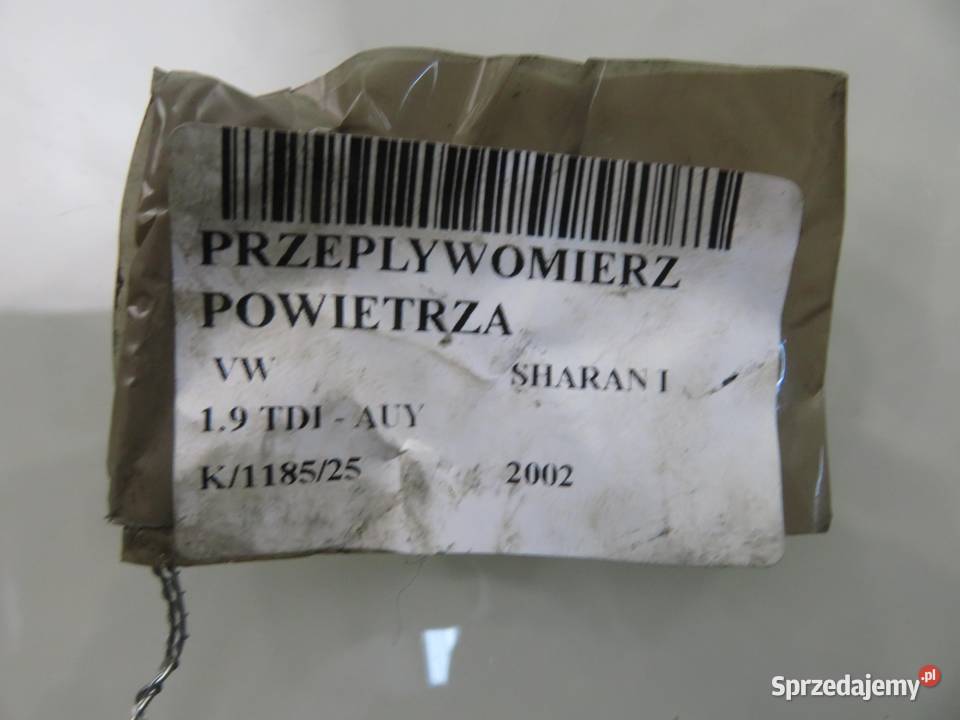 PRZEPLYWOMIERZ
POWIETRZA
VW SHARAN I
1.9 TDI - AUY
K/1185/25 2002
Sprzedajemy.pl